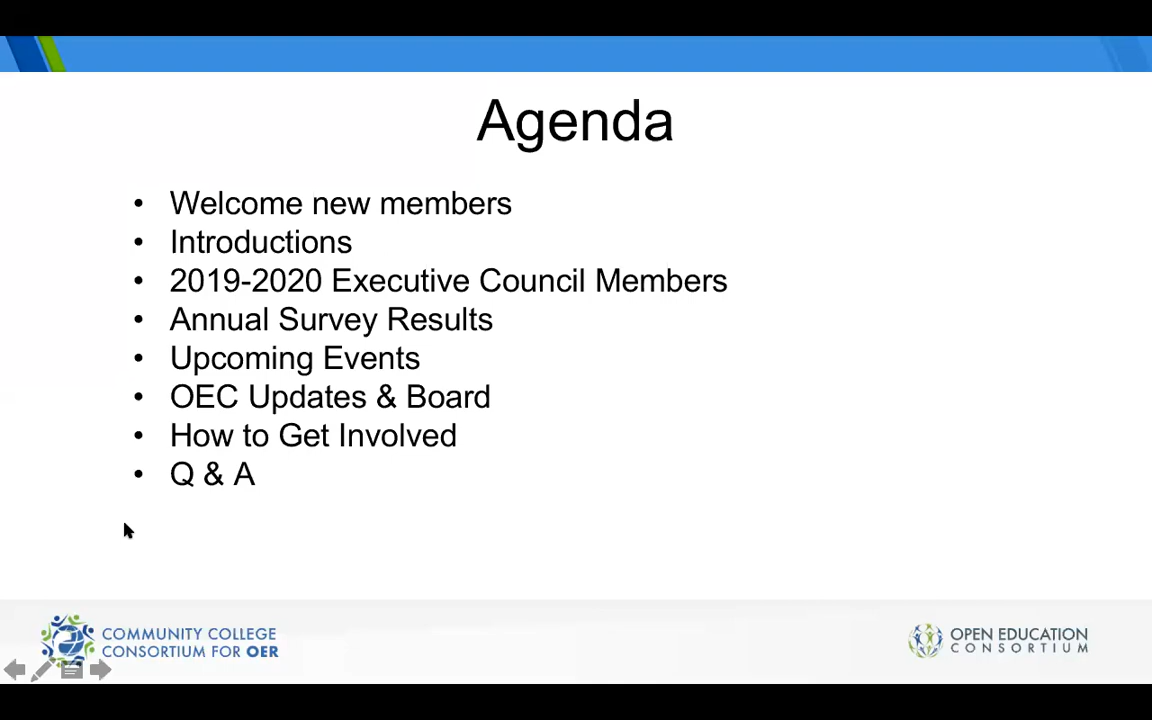 Agenda
• Welcome new members
• Introductions
• 2019-2020 Executive Council Members
• Annual Survey Results
• Upcoming Events
• OEC Updates & Board
• How to Get Involved
• Q & A
COMMUNITY COLLEGE
CONSORTIUM FOR OER
OPEN EDUCATION
CONSORTIUM